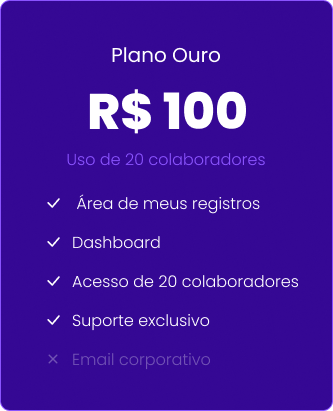 Plano Ouro
R$ 100
Uso de 20 colaboradores
Área de meus registros
Dashboard
Acesso de 20 colaboradores
Suporte exclusivo
Email corporativo